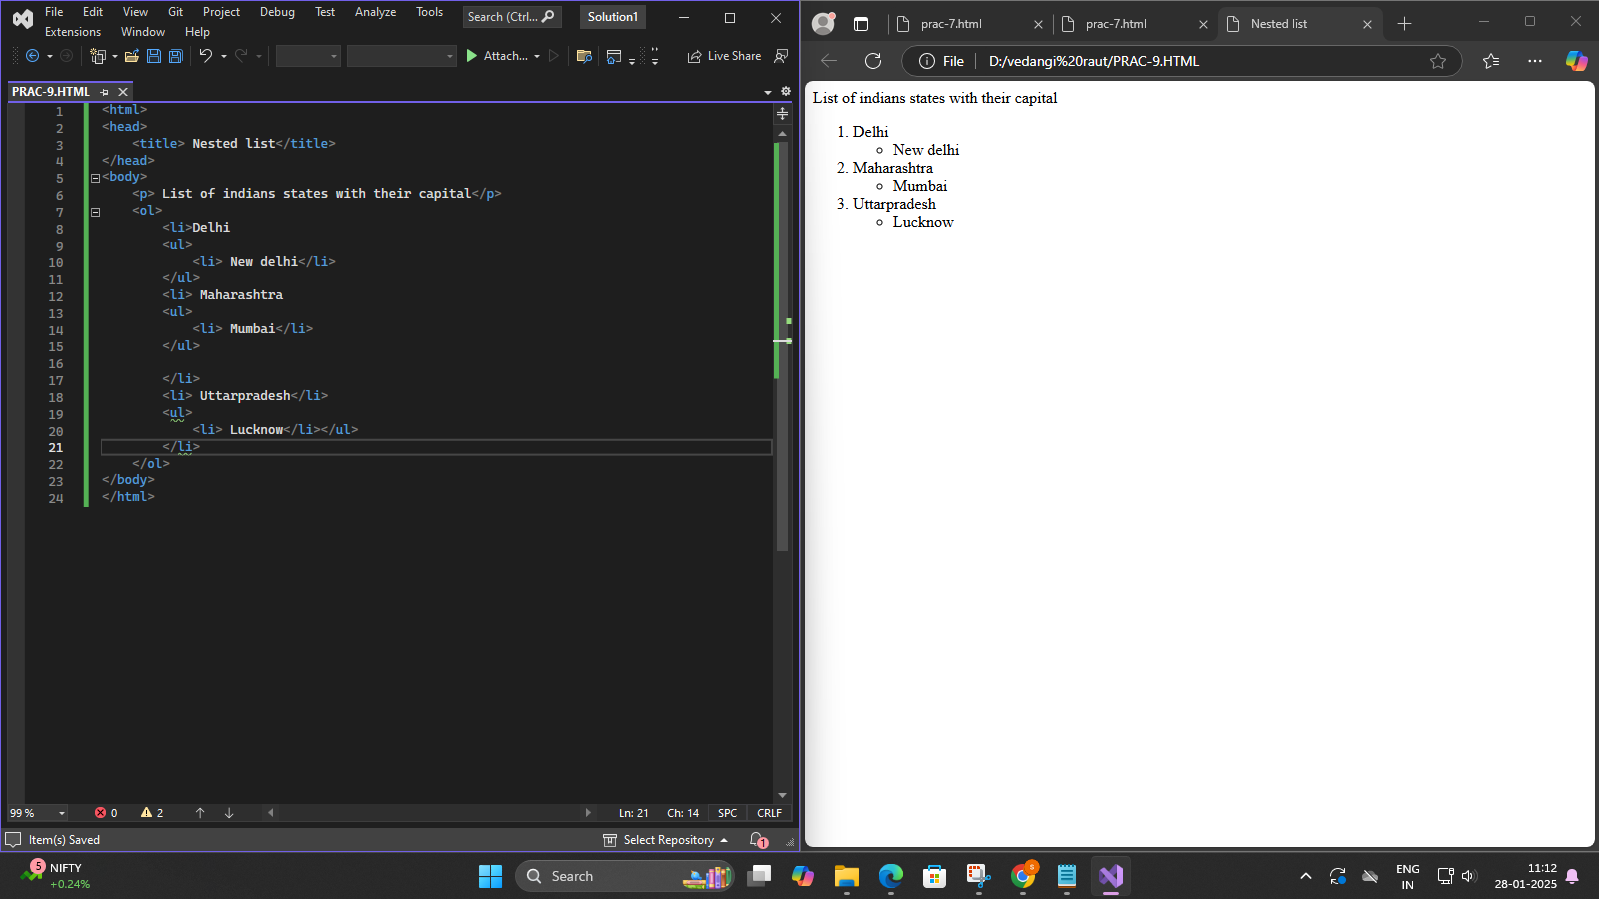 File Edit View Git Project Debug Test Analyze Tools Search (Ctrl... Solution1
Extensions Window Help
Attach... Live Share
PRAC-9.HTML
1 <html>
2 <head>
3 <title> Nested list</title>
4 </head>
5 <body>
6 <p> List of indians states with their capital</p>
7 <ol>
8 <li>Delhi
9 <ul>
10 <li> New delhi</li>
11 </ul>
12 <li> Maharashtra
13 <ul>
14 <li> Mumbai</li>
15 </ul>
16
17 </li>
18 <li> Uttarpradesh</li>
19 <ul>
20 <li> Lucknow</li></ul>
21 </li>
22 </ol>
23 </body>
24 </html>
99 % 0 2 Ln: 21 Ch: 14 SPC CRLF
Item(s) Saved Select Repository 1
prac-7.html prac-7.html Nested list
File D:/vedangi%20raut/PRAC-9.HTML
List of indians states with their capital
1. Delhi
New delhi
2. Maharashtra
Mumbai
3. Uttarpradesh
Lucknow
5 NIFTY
+0.24%
Search
6
ENG
IN
11:12
28-01-2025